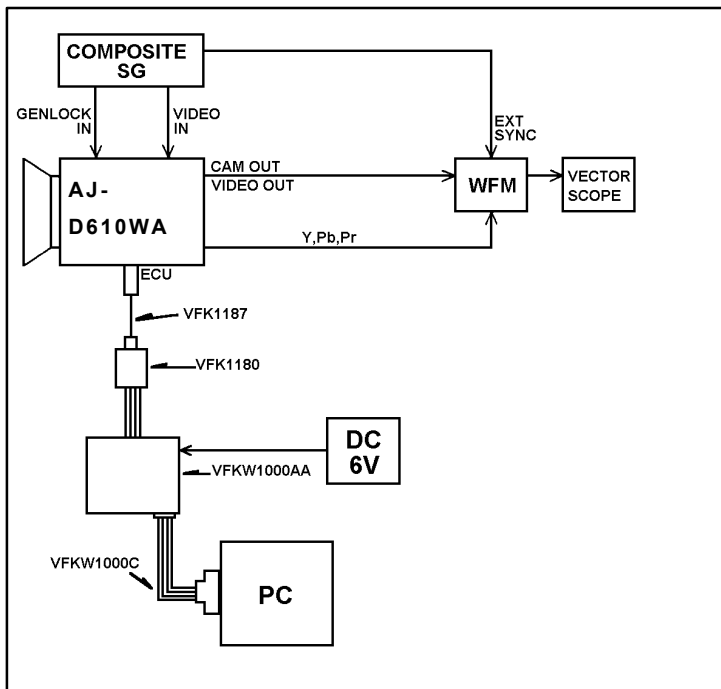 COMPOSITE
SG
GENLOCK
IN
VIDEO
IN
EXT
SYNC
AJ-
D610WA
CAM OUT
VIDEO OUT
WFM
VECTOR
SCOPE
Y,Pb,Pr
ECU
VFK1187
VFK1180
DC
6V
VFKW1000AA
VFKW1000C
PC